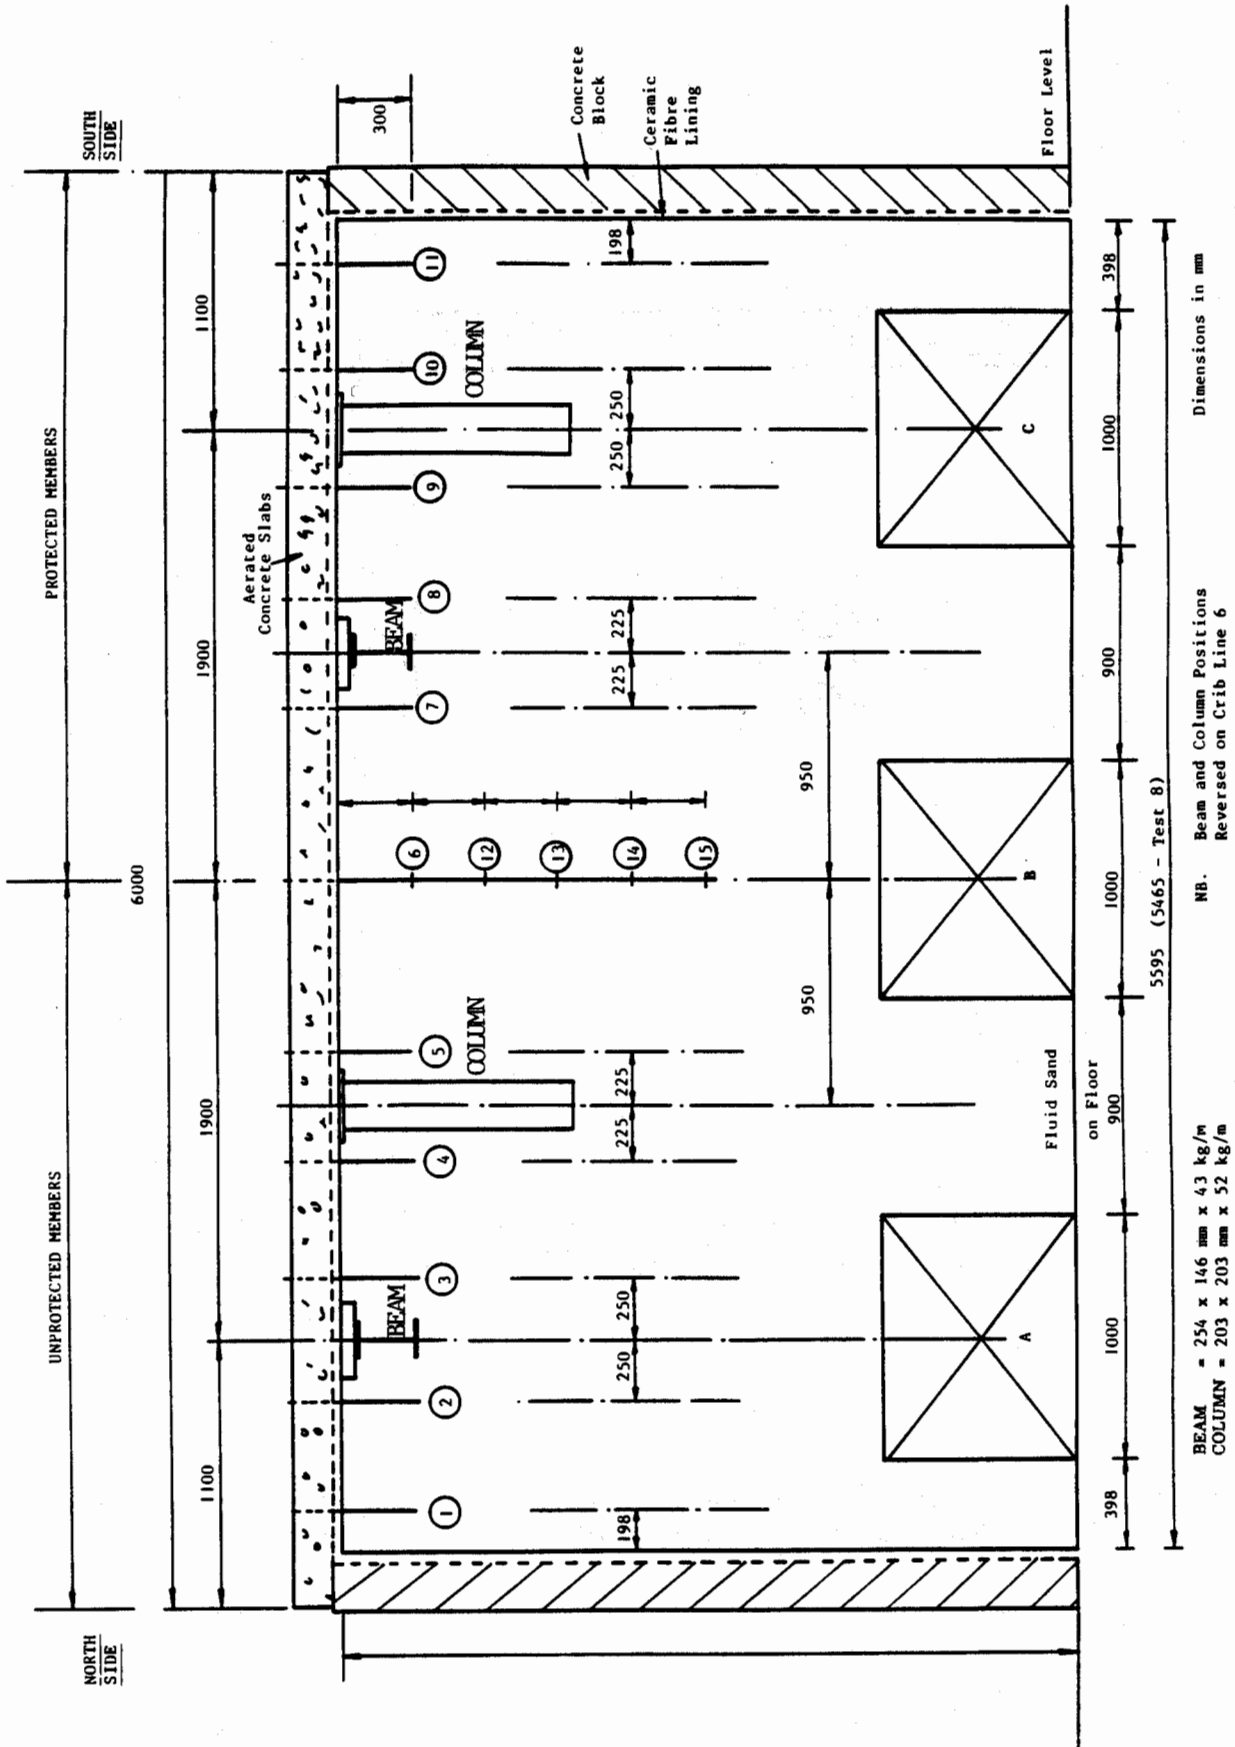 NORTH
SIDE
SOUTH
SIDE
UNPROTECTED MEMBERS
PROTECTED MEMBERS
6000
1100
1900
1900
1100
Aerated
Concrete Slabs
300
Concrete
Block
Ceramic
Fibre
Lining
BEAM
COLUMN
BEAM
COLUMN
1
2
3
4
5
6
7
8
9
10
11
12
13
14
15
198
250
250
225
225
225
225
250
250
198
950
950
A
B
C
Fluid Sand
on Floor
Floor Level
398
1000
900
1000
900
1000
398
5595 (5465 - Test 8)
BEAM = 254 x 146 mm x 43 kg/m
COLUMN = 203 x 203 mm x 52 kg/m
NB. Beam and Column Positions
Reversed on Crib Line 6
Dimensions in mm